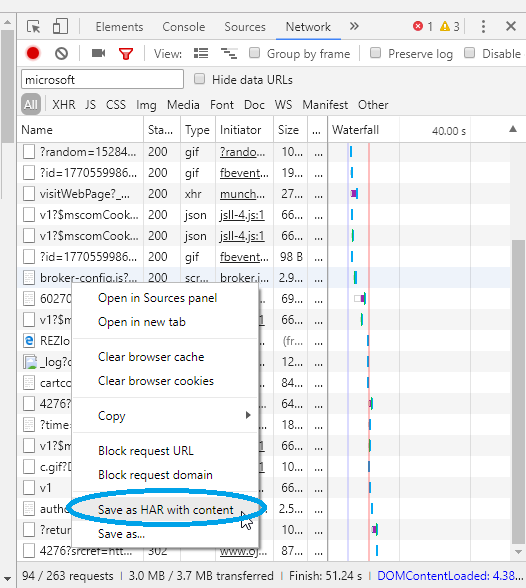 Elements Console Sources Network » 1 3
View: Group by frame Preserve log Disable
microsoft Hide data URLs
All XHR JS CSS Img Media Font Doc WS Manifest Other
Name Sta... Type Initiator Size ... Waterfall 40.00 s
?random=15284... 200 gif ?rando... 10... ...
?id=1770559986... 200 gif fbevent... 27... ...
visitWebPage?_... 200 xhr munch... 27... ...
v1?$mscomCook... 200 json jsll-4.js:1 66... ...
v1?$mscomCook... 200 json jsll-4.js:1 66... ...
?id=1770559986... 200 gif fbevent... 98 B ...
broker-config.js?... 200 scr... broker.j... 2.9... ...
60270 69... ...
Open in Sources panel
v1?$m 1 66... ...
Open in new tab
REZlo (fr... ...
_log?c 12... ...
Clear browser cache
cartco 84... ...
Clear browser cookies
4276? 64... ...
Copy
?time= 18... ...
v1?$m 1 66... ...
Block request URL
c.gif?D 10... ...
Block request domain
v1 66... ...
autho 2.5... ...
Save as HAR with content
?retur 10... ...
Save as...
4276?srcref=htt... 302 www.oj... 87... ...
94 / 263 requests 3.0 MB / 3.7 MB transferred Finish: 51.24 s DOMContentLoaded: 4.38...